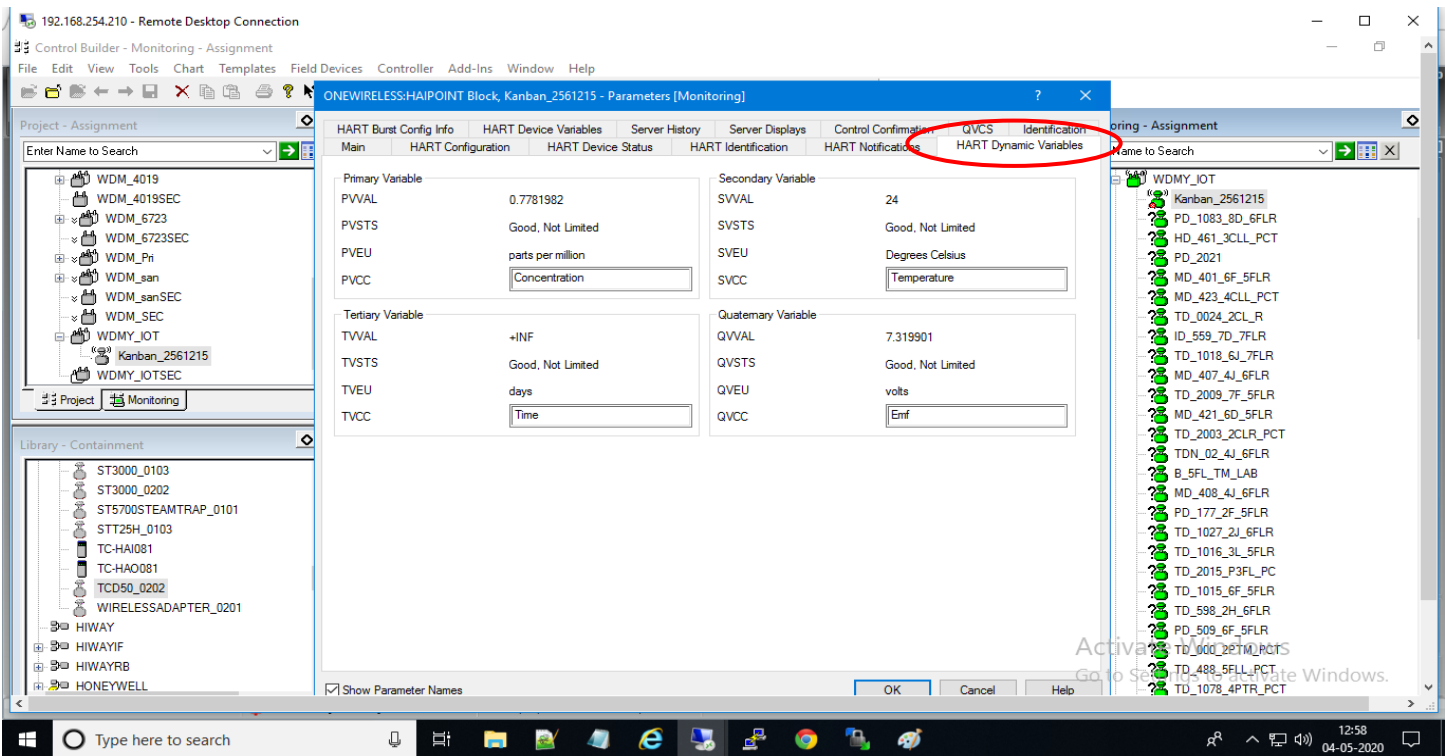 192.168.254.210 - Remote Desktop Connection
Control Builder - Monitoring - Assignment
File Edit View Tools Chart Templates Field Devices Controller Add-Ins Window Help
Project - Assignment
Enter Name to Search
WDM_4019
WDM_4019SEC
WDM_6723
WDM_6723SEC
WDM_Pri
WDM_san
WDM_sanSEC
WDM_SEC
WDMY_IOT
Kanban_2561215
WDMY_IOTSEC
Project Monitoring
Library - Containment
ST3000_0103
ST3000_0202
ST5700STEAMTRAP_0101
STT25H_0103
TC-HAI081
TC-HAO081
TCD50_0202
WIRELESSADAPTER_0201
HIWAY
HIWAYIF
HIWAYRB
HONEYWELL
ONEWIRELESS:HAIPOINT Block, Kanban_2561215 - Parameters [Monitoring] ?
HART Burst Config Info HART Device Variables Server History Server Displays Control Confirmation QVCS Identification
Main HART Configuration HART Device Status HART Identification HART Notifications HART Dynamic Variables
Primary Variable
PVVAL 0.7781982
PVSTS Good, Not Limited
PVEU parts per million
PVCC Concentration
Secondary Variable
SVVAL 24
SVSTS Good, Not Limited
SVEU Degrees Celsius
SVCC Temperature
Tertiary Variable
TVVAL +INF
TVSTS Good, Not Limited
TVEU days
TVCC Time
Quaternary Variable
QVVAL 7.319901
QVSTS Good, Not Limited
QVEU volts
QVCC Emf
Show Parameter Names OK Cancel Help
oring - Assignment
Name to Search
WDMY_IOT
Kanban_2561215
PD_1083_8D_6FLR
HD_461_3CLL_PCT
PD_2021
MD_401_6F_5FLR
MD_423_4CLL_PCT
TD_0024_2CL_R
ID_559_7D_7FLR
TD_1018_6J_7FLR
MD_407_4J_6FLR
TD_2009_7F_5FLR
MD_421_6D_5FLR
TD_2003_2CLR_PCT
TDN_02_4J_6FLR
B_5FL_TM_LAB
MD_408_4J_6FLR
PD_177_2F_5FLR
TD_1027_2J_6FLR
TD_1016_3L_5FLR
TD_2015_P3FL_PC
TD_1015_6F_5FLR
TD_598_2H_6FLR
PD_509_6F_5FLR
TD_000_2PTM_PCT
TD_488_5FLL_PCT
TD_1078_4PTR_PCT
Activate Windows
Go to Settings to activate Windows.
Type here to search
12:58
04-05-2020